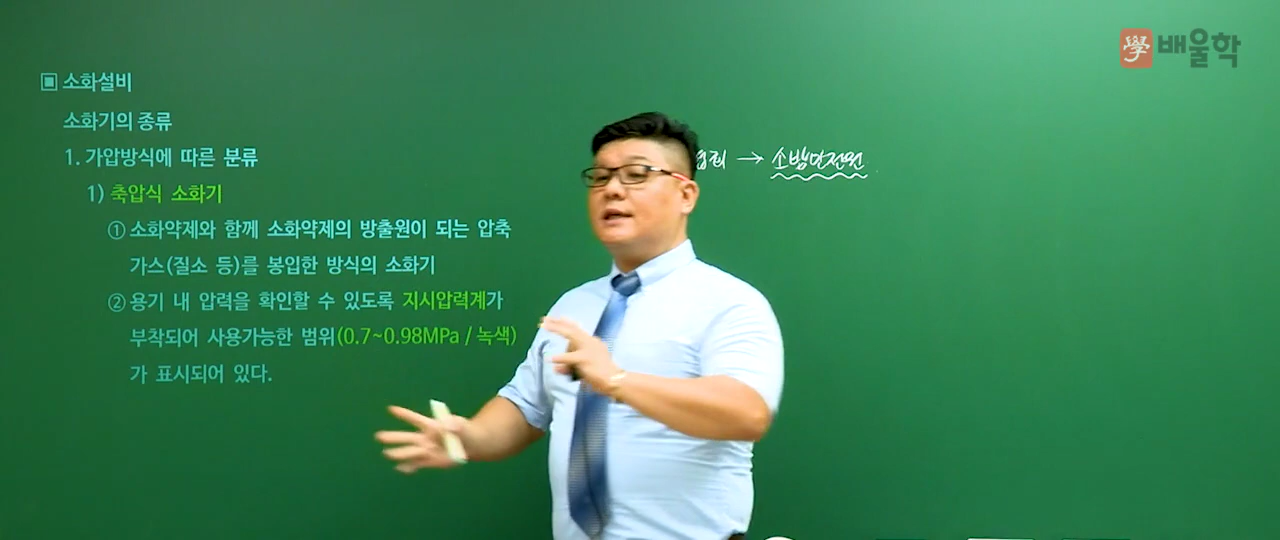 學 배울학
▣ 소화설비
소화기의 종류
1. 가압방식에 따른 분류
→ 소방안전원
1) 축압식 소화기
① 소화약제와 함께 소화약제의 방출원이 되는 압축
가스(질소 등)를 봉입한 방식의 소화기
② 용기 내 압력을 확인할 수 있도록 지시압력계가
부착되어 사용가능한 범위(0.7~0.98MPa / 녹색)
가 표시되어 있다.